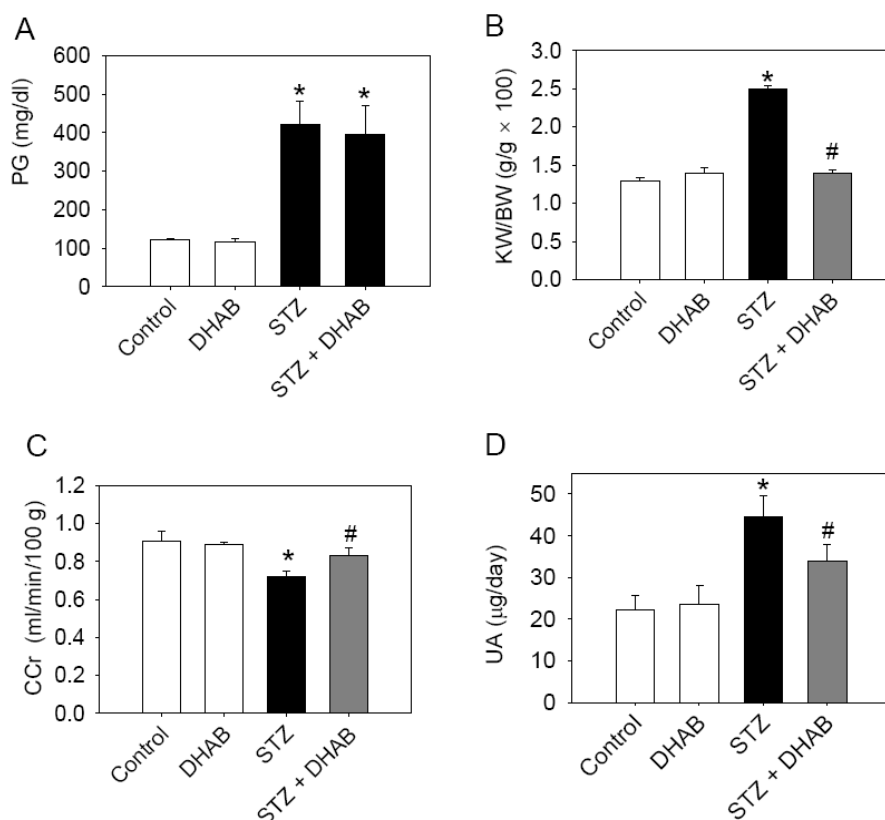 A
PG (mg/dl)
600
500
400
300
200
100
0
*
*
Control
DHAB
STZ
STZ + DHAB
B
KW/BW (g/g × 100)
3.0
2.5
2.0
1.5
1.0
0.5
0.0
*
#
Control
DHAB
STZ
STZ + DHAB
C
CCr (ml/min/100 g)
1.2
1.0
0.8
0.6
0.4
0.2
0.0
*
#
Control
DHAB
STZ
STZ + DHAB
D
UA (µg/day)
50
40
30
20
10
0
*
#
Control
DHAB
STZ
STZ + DHAB